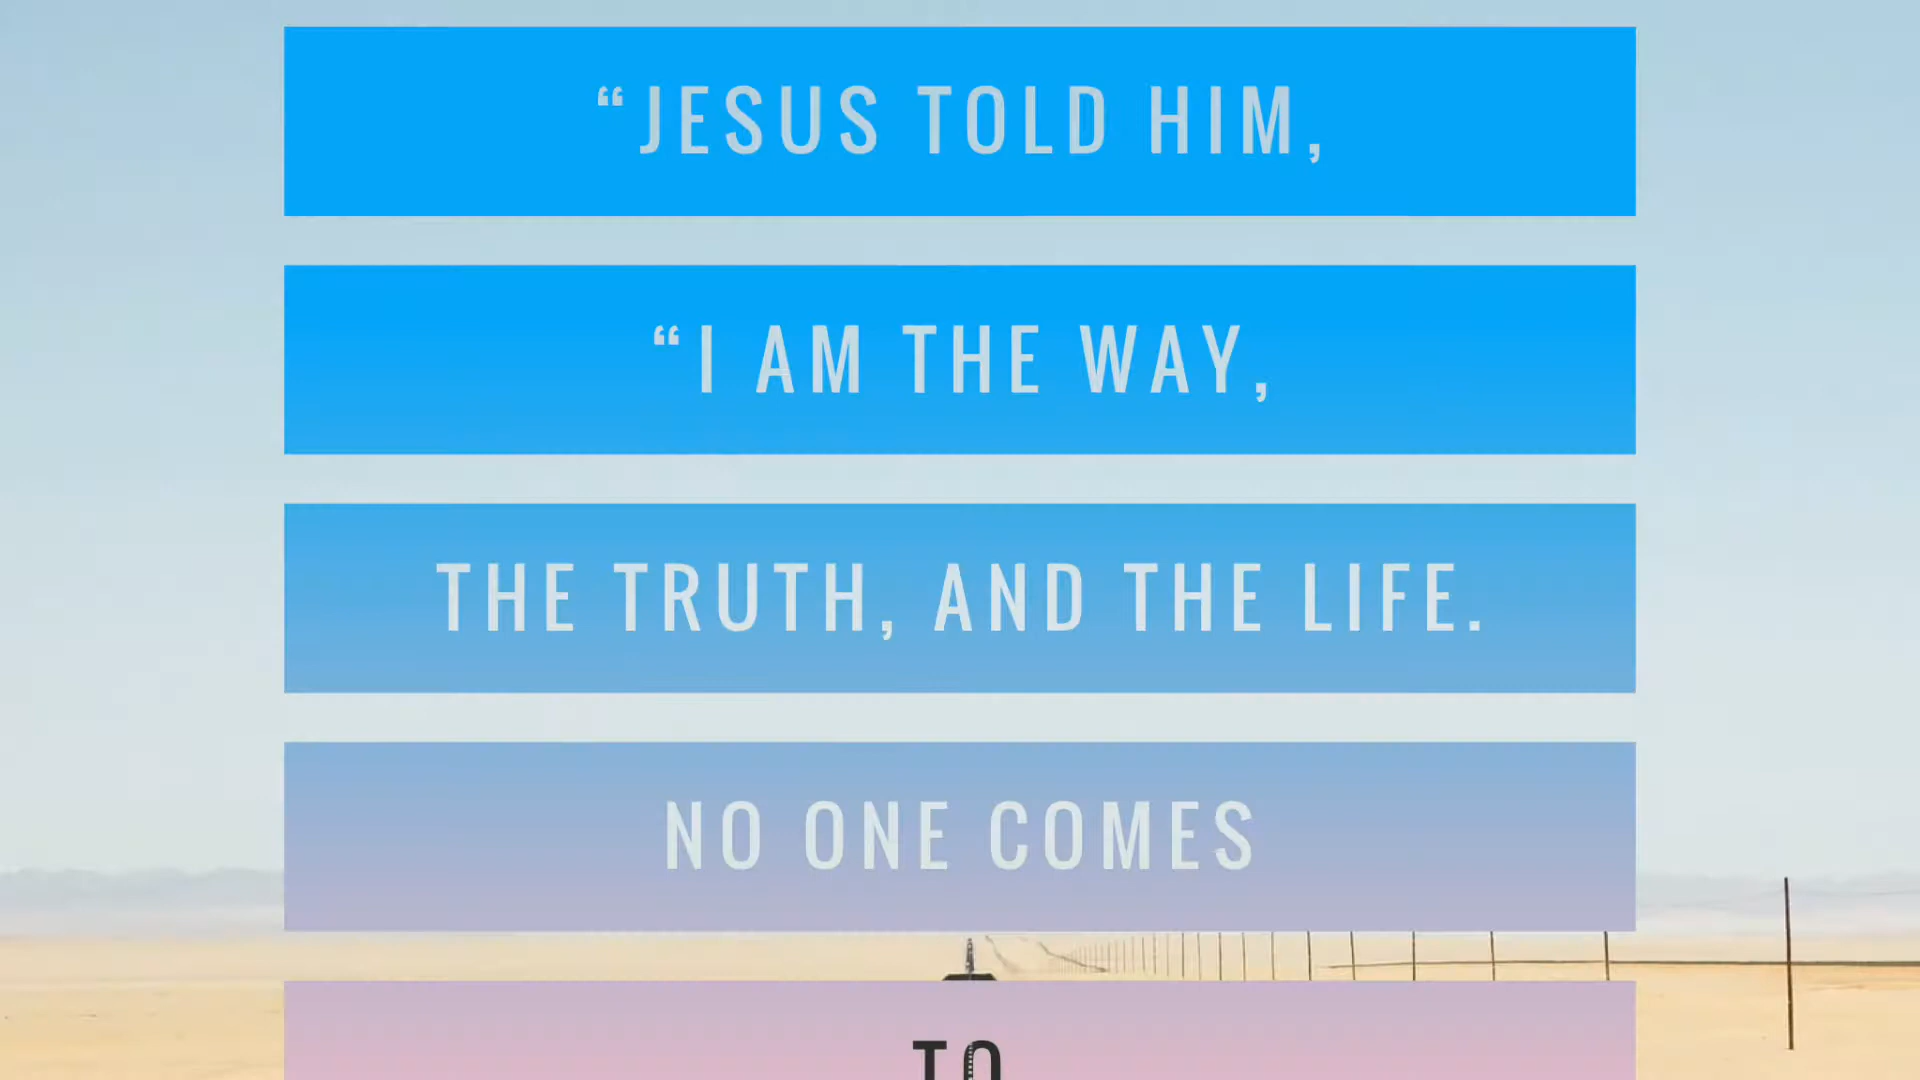 “JESUS TOLD HIM,
“I AM THE WAY,
THE TRUTH, AND THE LIFE.
NO ONE COMES
TO